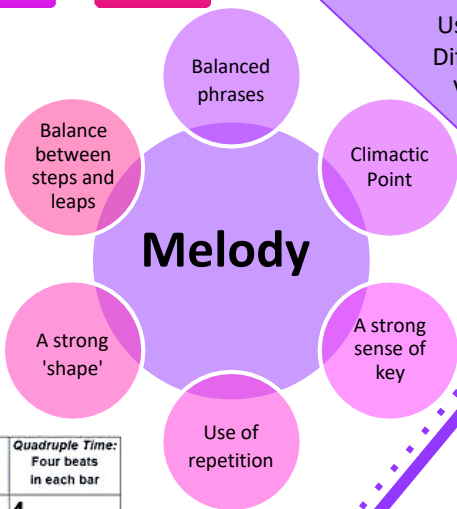 Balanced
phrases
Balance
between
steps and
leaps
Climactic
Point
Melody
A strong
'shape'
A strong
sense of
key
Use of
repetition
Quadruple Time:
Four beats
in each bar
4